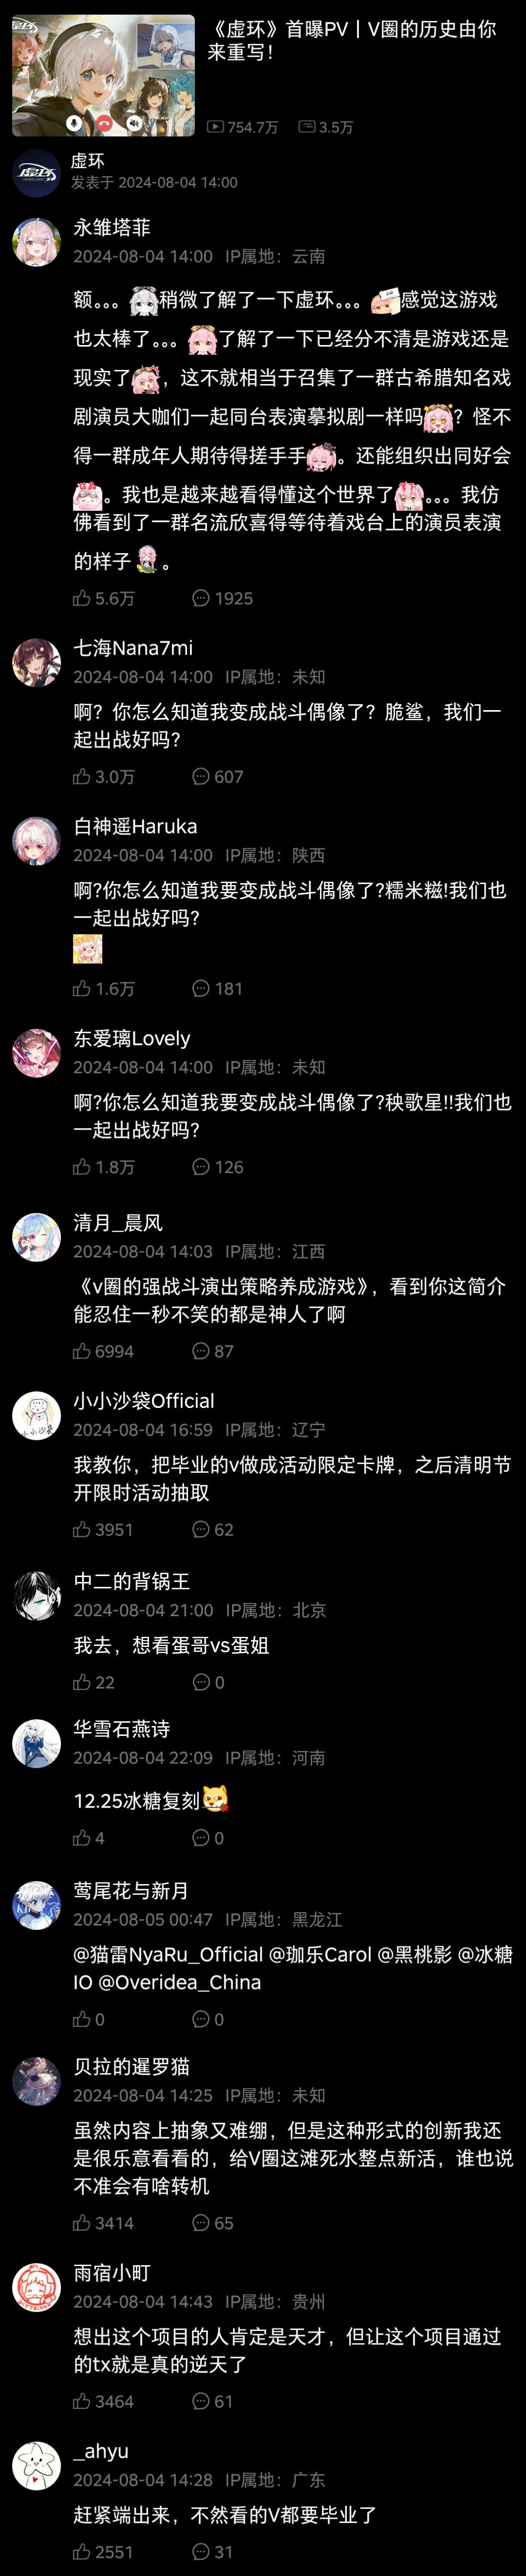 《虚环》首曝PV丨V圈的历史由你
来重写！
754.7万 3.5万
虚环
虚环
发表于 2024-08-04 14:00
永雏塔菲
2024-08-04 14:00 IP属地：云南
额。。。稍微了解了一下虚环。。。感觉这游戏
也太棒了。。。了解了一下已经分不清是游戏还是
现实了，这不就相当于召集了一群古希腊知名戏
剧演员大咖们一起同台表演摹拟剧一样吗？怪不
得一群成年人期待得搓手手。还能组织出同好会
。我也是越来越看得懂这个世界了。。。我仿
佛看到了一群名流欣喜得等待着戏台上的演员表演
的样子。
5.6万 1925
七海Nana7mi
2024-08-04 14:00 IP属地：未知
啊？你怎么知道我变成战斗偶像了？脆鲨，我们一
起出战好吗？
3.0万 607
白神遥Haruka
2024-08-04 14:00 IP属地：陕西
啊?你怎么知道我要变成战斗偶像了?糯米糍!我们也
一起出战好吗?
1.6万 181
东爱璃Lovely
2024-08-04 14:00 IP属地：未知
啊?你怎么知道我要变成战斗偶像了?秧歌星!!我们也
一起出战好吗?
1.8万 126
清月_晨风
2024-08-04 14:03 IP属地：江西
《v圈的强战斗演出策略养成游戏》，看到你这简介
能忍住一秒不笑的都是神人了啊
6994 87
小小沙袋Official
2024-08-04 16:59 IP属地：辽宁
我教你，把毕业的v做成活动限定卡牌，之后清明节
开限时活动抽取
3951 62
中二的背锅王
2024-08-04 21:00 IP属地：北京
我去，想看蛋哥vs蛋姐
22 0
华雪石燕诗
2024-08-04 22:09 IP属地：河南
12.25冰糖复刻
4 0
莺尾花与新月
2024-08-05 00:47 IP属地：黑龙江
@猫雷NyaRu_Official @珈乐Carol @黑桃影 @冰糖
IO @Overidea_China
0 0
贝拉的暹罗猫
2024-08-04 14:25 IP属地：未知
虽然内容上抽象又难绷，但是这种形式的创新我还
是很乐意看看的，给V圈这滩死水整点新活，谁也说
不准会有啥转机
3414 65
雨宿小町
2024-08-04 14:43 IP属地：贵州
想出这个项目的人肯定是天才，但让这个项目通过
的tx就是真的逆天了
3464 61
_ahyu
2024-08-04 14:28 IP属地：广东
赶紧端出来，不然看的V都要毕业了
2551 31